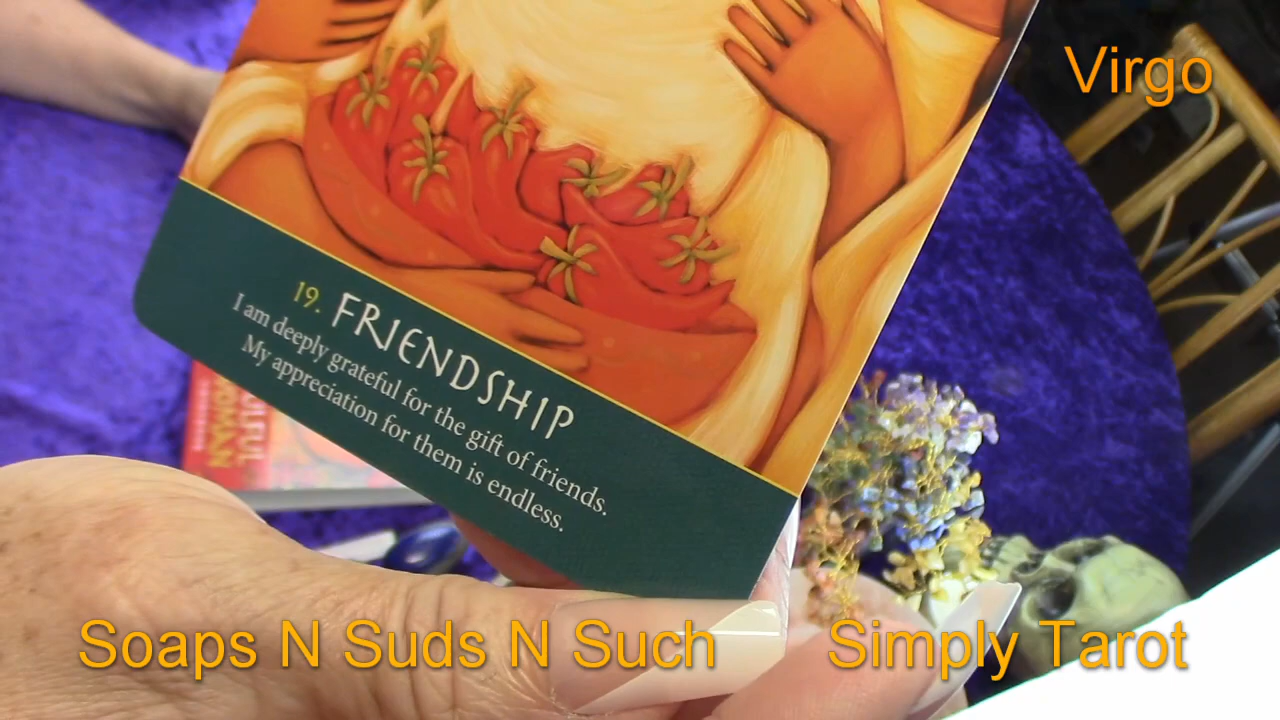 Virgo
19. FRIENDSHIP
I am deeply grateful for the gift of friends.
My appreciation for them is endless.
Soaps N Suds N Such
Simply Tarot